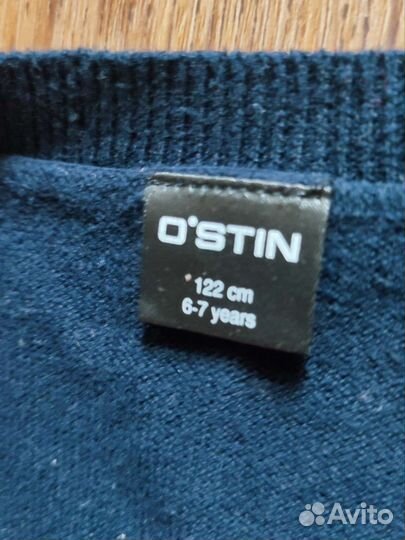 O'STIN
122 cm
6-7 years
Avito